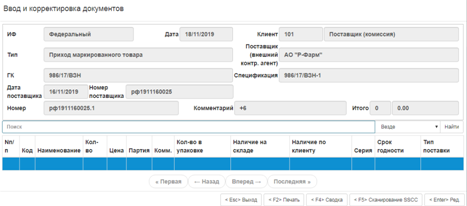 Ввод и корректировка документов
ИФ Федеральный Дата 18/11/2019 Клиент 101 Поставщик (комиссия)
Тип Приход маркированного товара Поставщик (внешний контр. агент) АО "Р-Фарм"
ГК 986/17/ВЗН Спецификация 986/17/ВЗН-1
Дата поставщика 16/11/2019 Номер поставщика рф1911160025
Номер рф1911160025.1 Комментарий +6 Итого 0 0.00
Поиск Везде Найти
Nп/п Код Наименование Кол-во Цена Партия Комм. Кол-во в упаковке Наличие на складе Наличие по клиенту Серия Срок годности Тип поставки
« Первая ← Назад Вперед → Последняя »
< Esc> Выход < F2> Печать < F4> Сводка < F5> Сканирование SSCC < Enter> Ред.